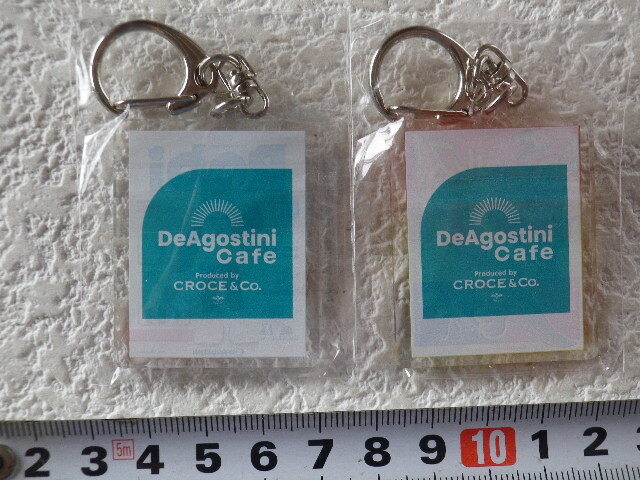 DeAgostini
Cafe
Produced by
CROCE & Co.
DeAgostini
Cafe
Produced by
CROCE & Co.
2 3 5m 4 5 6 7 8 9 10 1 2 3